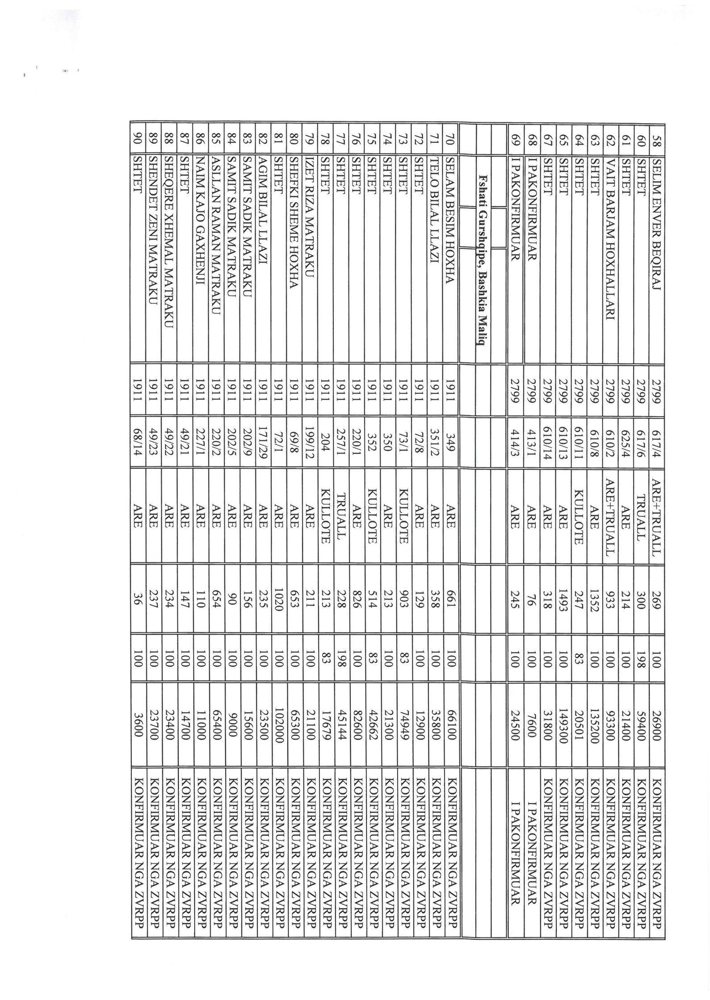 58 SELIM ENVER BEQIRAJ 2799 617/4 ARE+TRUALL 269 100 26900 KONFIRMUAR NGA ZVRPP
60 SHTET 2799 617/6 TRUALL 300 198 59400 KONFIRMUAR NGA ZVRPP
61 SHTET 2799 625/4 ARE 214 100 21400 KONFIRMUAR NGA ZVRPP
62 VAIT BARJAM HOXHALLARI 2799 610/2 ARE+TRUALL 933 100 93300 KONFIRMUAR NGA ZVRPP
63 SHTET 2799 610/8 ARE 1352 100 135200 KONFIRMUAR NGA ZVRPP
64 SHTET 2799 610/11 KULLOTE 247 83 20501 KONFIRMUAR NGA ZVRPP
65 SHTET 2799 610/13 ARE 1493 100 149300 KONFIRMUAR NGA ZVRPP
67 SHTET 2799 610/14 ARE 318 100 31800 KONFIRMUAR NGA ZVRPP
68 I PAKONFIRMUAR 2799 413/1 ARE 76 100 7600 I PAKONFIRMUAR
69 I PAKONFIRMUAR 2799 414/3 ARE 245 100 24500 I PAKONFIRMUAR
Fshati Gurshqipe, Bashkia Maliq
70 SELAM BESIM HOXHA 1911 349 ARE 661 100 66100 KONFIRMUAR NGA ZVRPP
71 TELO BILAL LLAZI 1911 351/2 ARE 358 100 35800 KONFIRMUAR NGA ZVRPP
72 SHTET 1911 72/8 ARE 129 100 12900 KONFIRMUAR NGA ZVRPP
73 SHTET 1911 73/1 KULLOTE 903 83 74949 KONFIRMUAR NGA ZVRPP
74 SHTET 1911 350 ARE 213 100 21300 KONFIRMUAR NGA ZVRPP
75 SHTET 1911 352 KULLOTE 514 83 42662 KONFIRMUAR NGA ZVRPP
76 SHTET 1911 220/1 ARE 826 100 82600 KONFIRMUAR NGA ZVRPP
77 SHTET 1911 257/1 TRUALL 228 198 45144 KONFIRMUAR NGA ZVRPP
78 SHTET 1911 204 KULLOTE 213 83 17679 KONFIRMUAR NGA ZVRPP
79 IZET RIZA MATRAKU 1911 199/12 ARE 211 100 21100 KONFIRMUAR NGA ZVRPP
80 SHEFKI SHEME HOXHA 1911 69/8 ARE 653 100 65300 KONFIRMUAR NGA ZVRPP
81 SHTET 1911 72/1 ARE 1020 100 102000 KONFIRMUAR NGA ZVRPP
82 AGIM BILAL LLAZI 1911 171/29 ARE 235 100 23500 KONFIRMUAR NGA ZVRPP
83 SAMIT SADIK MATRAKU 1911 202/9 ARE 156 100 15600 KONFIRMUAR NGA ZVRPP
84 SAMIT SADIK MATRAKU 1911 202/5 ARE 90 100 9000 KONFIRMUAR NGA ZVRPP
85 ASLLAN RAMAN MATRAKU 1911 220/2 ARE 654 100 65400 KONFIRMUAR NGA ZVRPP
86 NAIM KAJO GAXHENJI 1911 227/1 ARE 110 100 11000 KONFIRMUAR NGA ZVRPP
87 SHTET 1911 49/21 ARE 147 100 14700 KONFIRMUAR NGA ZVRPP
88 SHEQERE XHEMAL MATRAKU 1911 49/22 ARE 234 100 23400 KONFIRMUAR NGA ZVRPP
89 SHENDET ZENI MATRAKU 1911 49/23 ARE 237 100 23700 KONFIRMUAR NGA ZVRPP
90 SHTET 1911 68/14 ARE 36 100 3600 KONFIRMUAR NGA ZVRPP